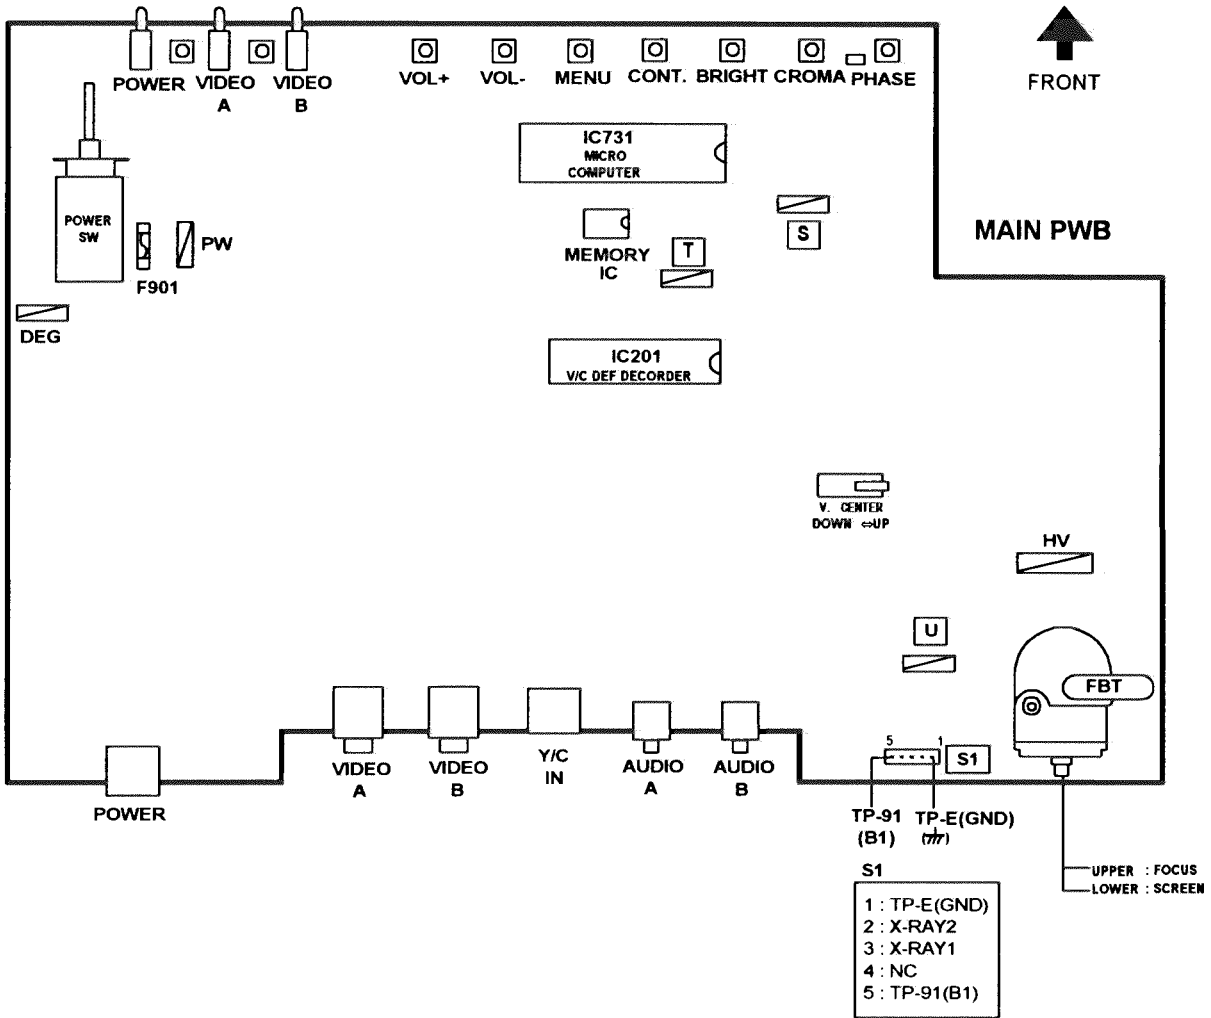 FRONT
POWER VIDEO A VIDEO B VOL+ VOL- MENU CONT. BRIGHT CROMA PHASE
IC731
MICRO
COMPUTER
POWER
SW
PW
F901
DEG
MEMORY
IC
T
S
MAIN PWB
IC201
V/C DEF DECORDER
V. CENTER
DOWN ⇔UP
HV
U
FBT
5 1
S1
VIDEO
A
VIDEO
B
Y/C
IN
AUDIO
A
AUDIO
B
POWER
TP-91
(B1)
TP-E(GND)
UPPER : FOCUS
LOWER : SCREEN
S1
1 : TP-E(GND)
2 : X-RAY2
3 : X-RAY1
4 : NC
5 : TP-91(B1)